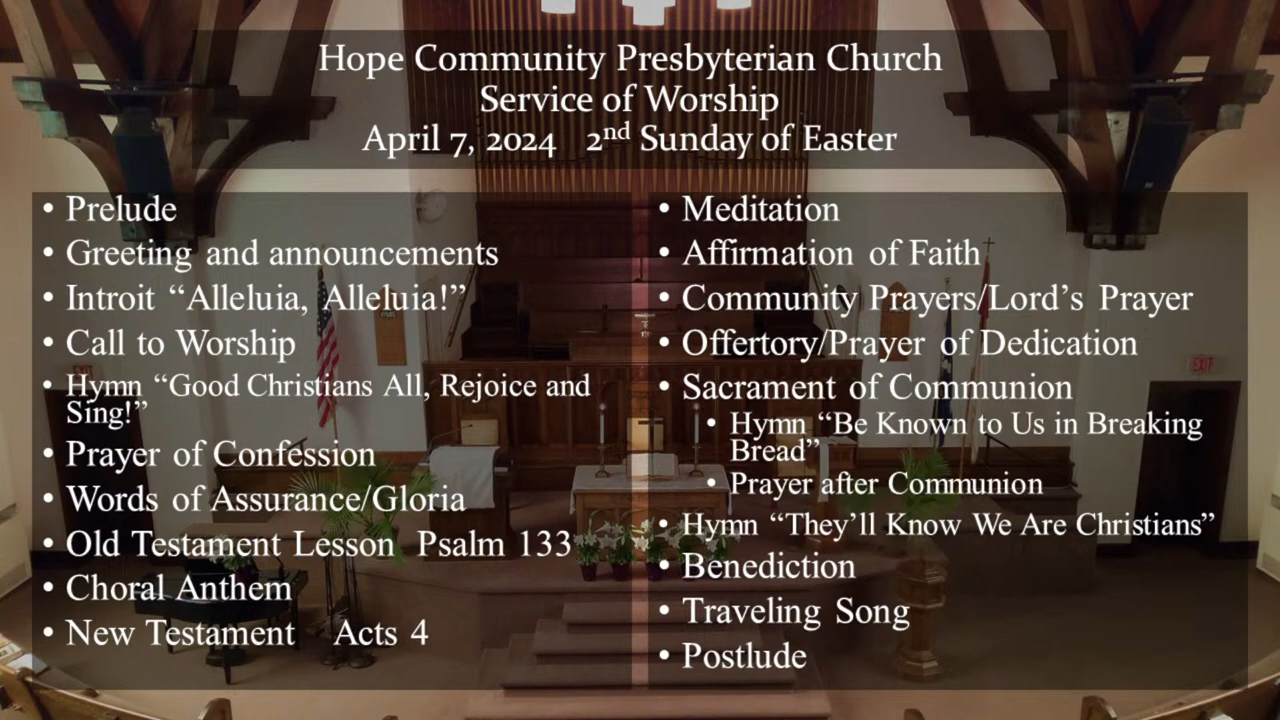 Hope Community Presbyterian Church
Service of Worship
April 7, 2024 2nd Sunday of Easter
• Prelude
• Greeting and announcements
• Introit “Alleluia, Alleluia!”
• Call to Worship
• Hymn “Good Christians All, Rejoice and
Sing!”
• Prayer of Confession
• Words of Assurance/Gloria
• Old Testament Lesson Psalm 133
• Choral Anthem
• New Testament Acts 4
• Meditation
• Affirmation of Faith
• Community Prayers/Lord’s Prayer
• Offertory/Prayer of Dedication
• Sacrament of Communion
• Hymn “Be Known to Us in Breaking
Bread”
• Prayer after Communion
• Hymn “They’ll Know We Are Christians”
• Benediction
• Traveling Song
• Postlude
EXIT
EXIT